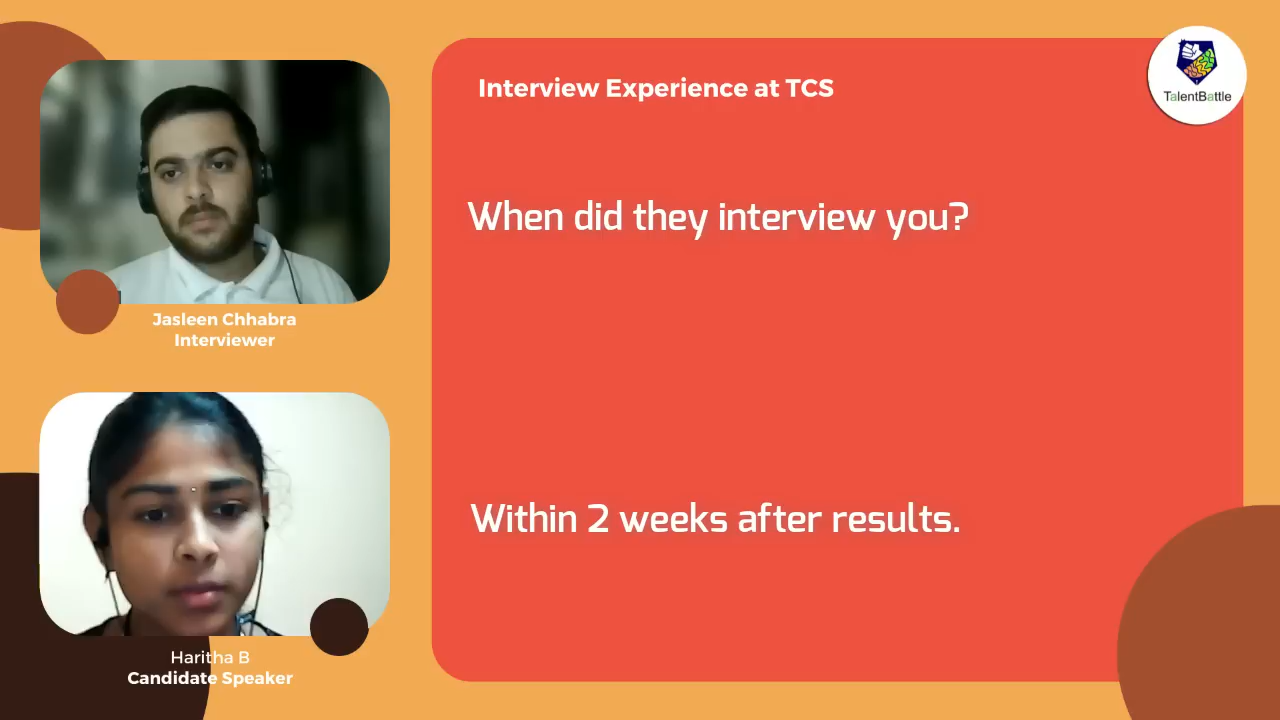 Interview Experience at TCS
TalentBattle
When did they interview you?
Jasleen Chhabra
Interviewer
Within 2 weeks after results.
Haritha B
Candidate Speaker